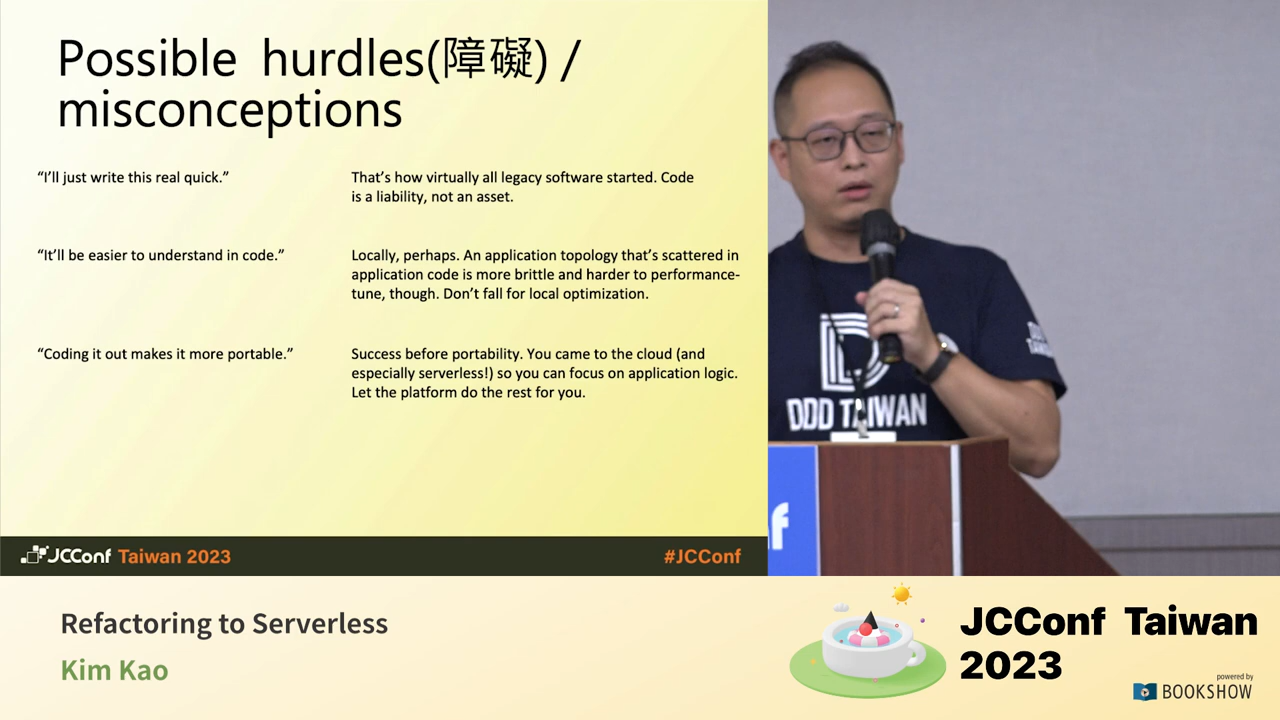 Possible hurdles(障礙) /
misconceptions
“I’ll just write this real quick.”
That’s how virtually all legacy software started. Code
is a liability, not an asset.
“It’ll be easier to understand in code.”
Locally, perhaps. An application topology that’s scattered in
application code is more brittle and harder to performance-
tune, though. Don’t fall for local optimization.
“Coding it out makes it more portable.”
Success before portability. You came to the cloud (and
especially serverless!) so you can focus on application logic.
Let the platform do the rest for you.
JCConf Taiwan 2023
#JCConf
DDD TAIWAN
Refactoring to Serverless
Kim Kao
JCConf Taiwan
2023
powered by
BOOKSHOW